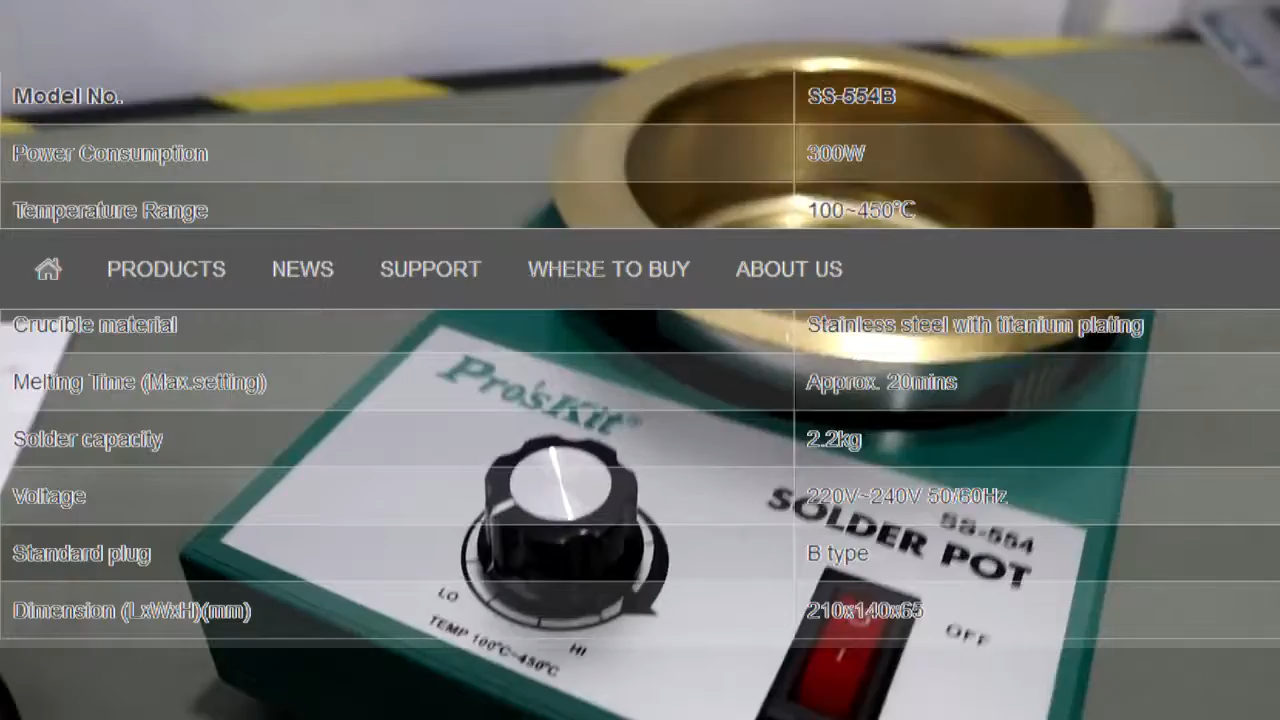 Model No. SS-554B
Power Consumption 300W
Temperature Range 100~450℃
PRODUCTS NEWS SUPPORT WHERE TO BUY ABOUT US
Crucible material Stainless steel with titanium plating
Melting Time (Max.setting) Approx. 20mins
Solder capacity 2.2kg
Voltage 220V~240V 50/60Hz
Standard plug B type
Dimension (LxWxH)(mm) 210x140x65
Pro'sKit®
SS-554
SOLDER POT
LO
HI
TEMP 100℃~450℃
OFF